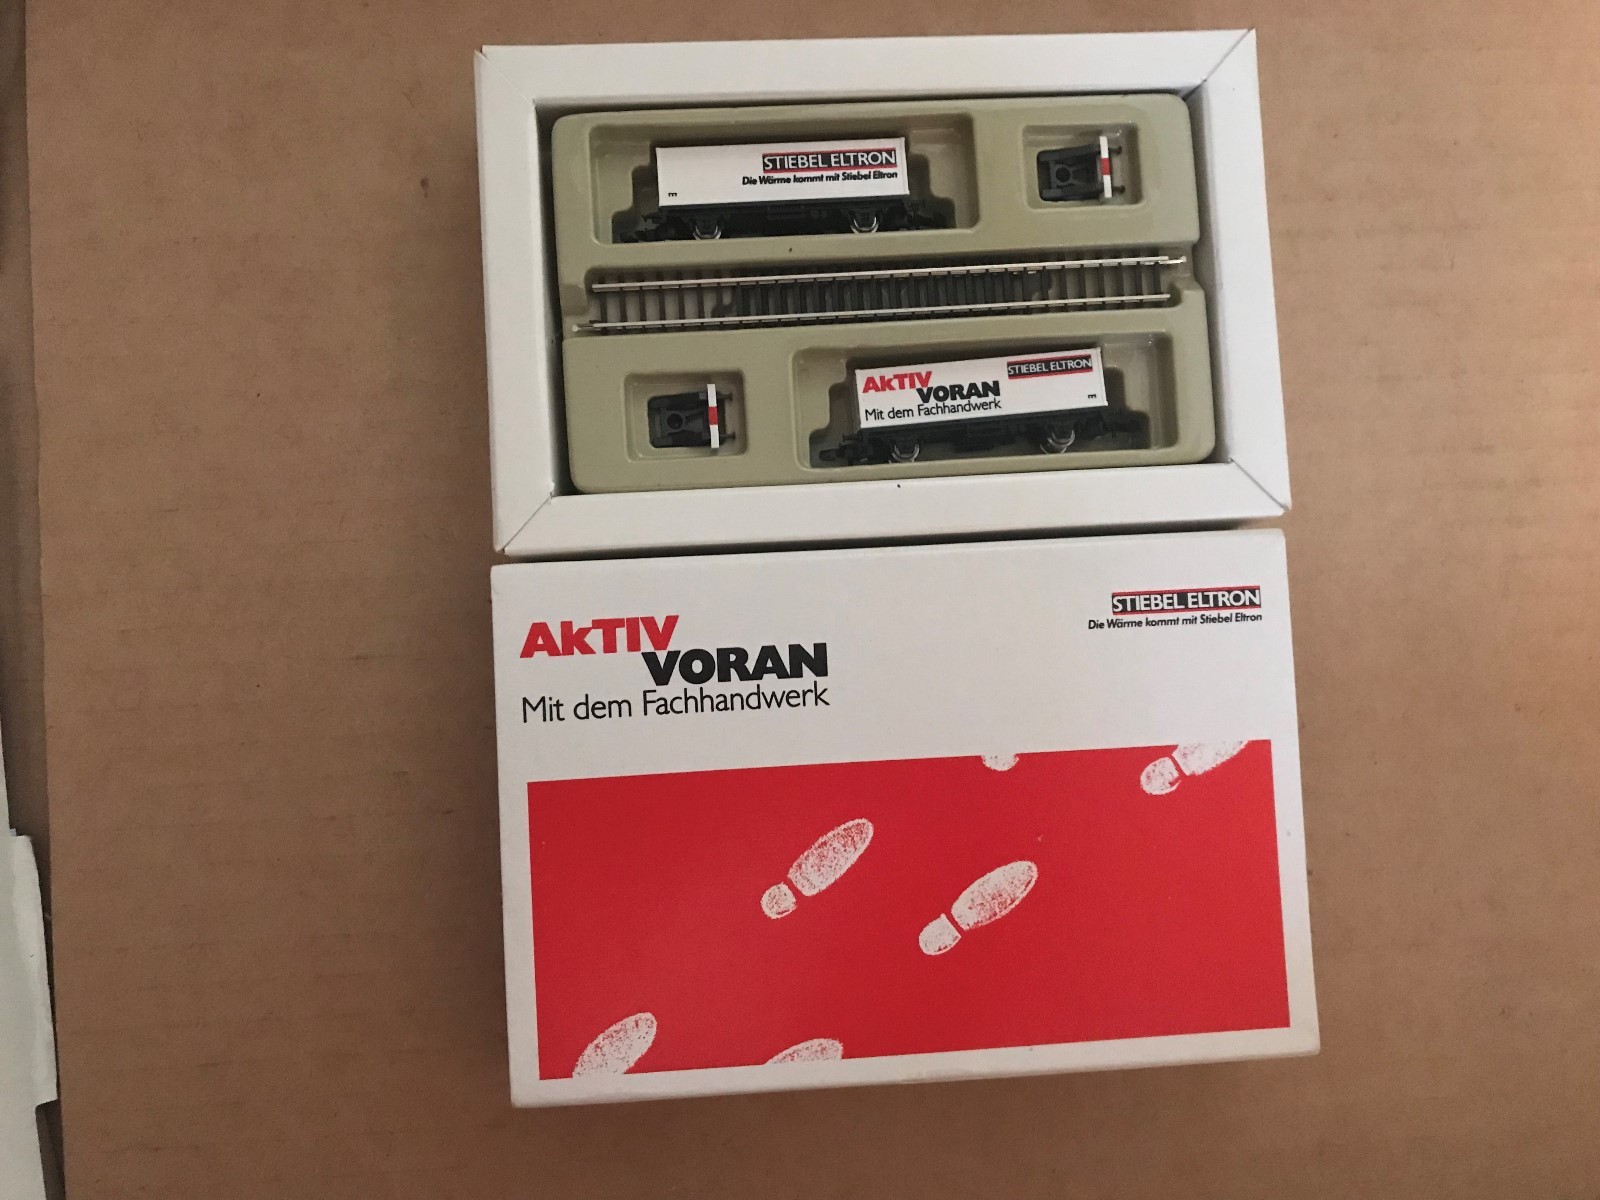 STIEBEL ELTRON
Die Wärme kommt mit Stiebel Eltron
AkTIV
VORAN
Mit dem Fachhandwerk
STIEBEL ELTRON
AkTIV
VORAN
Mit dem Fachhandwerk
STIEBEL ELTRON
Die Wärme kommt mit Stiebel Eltron